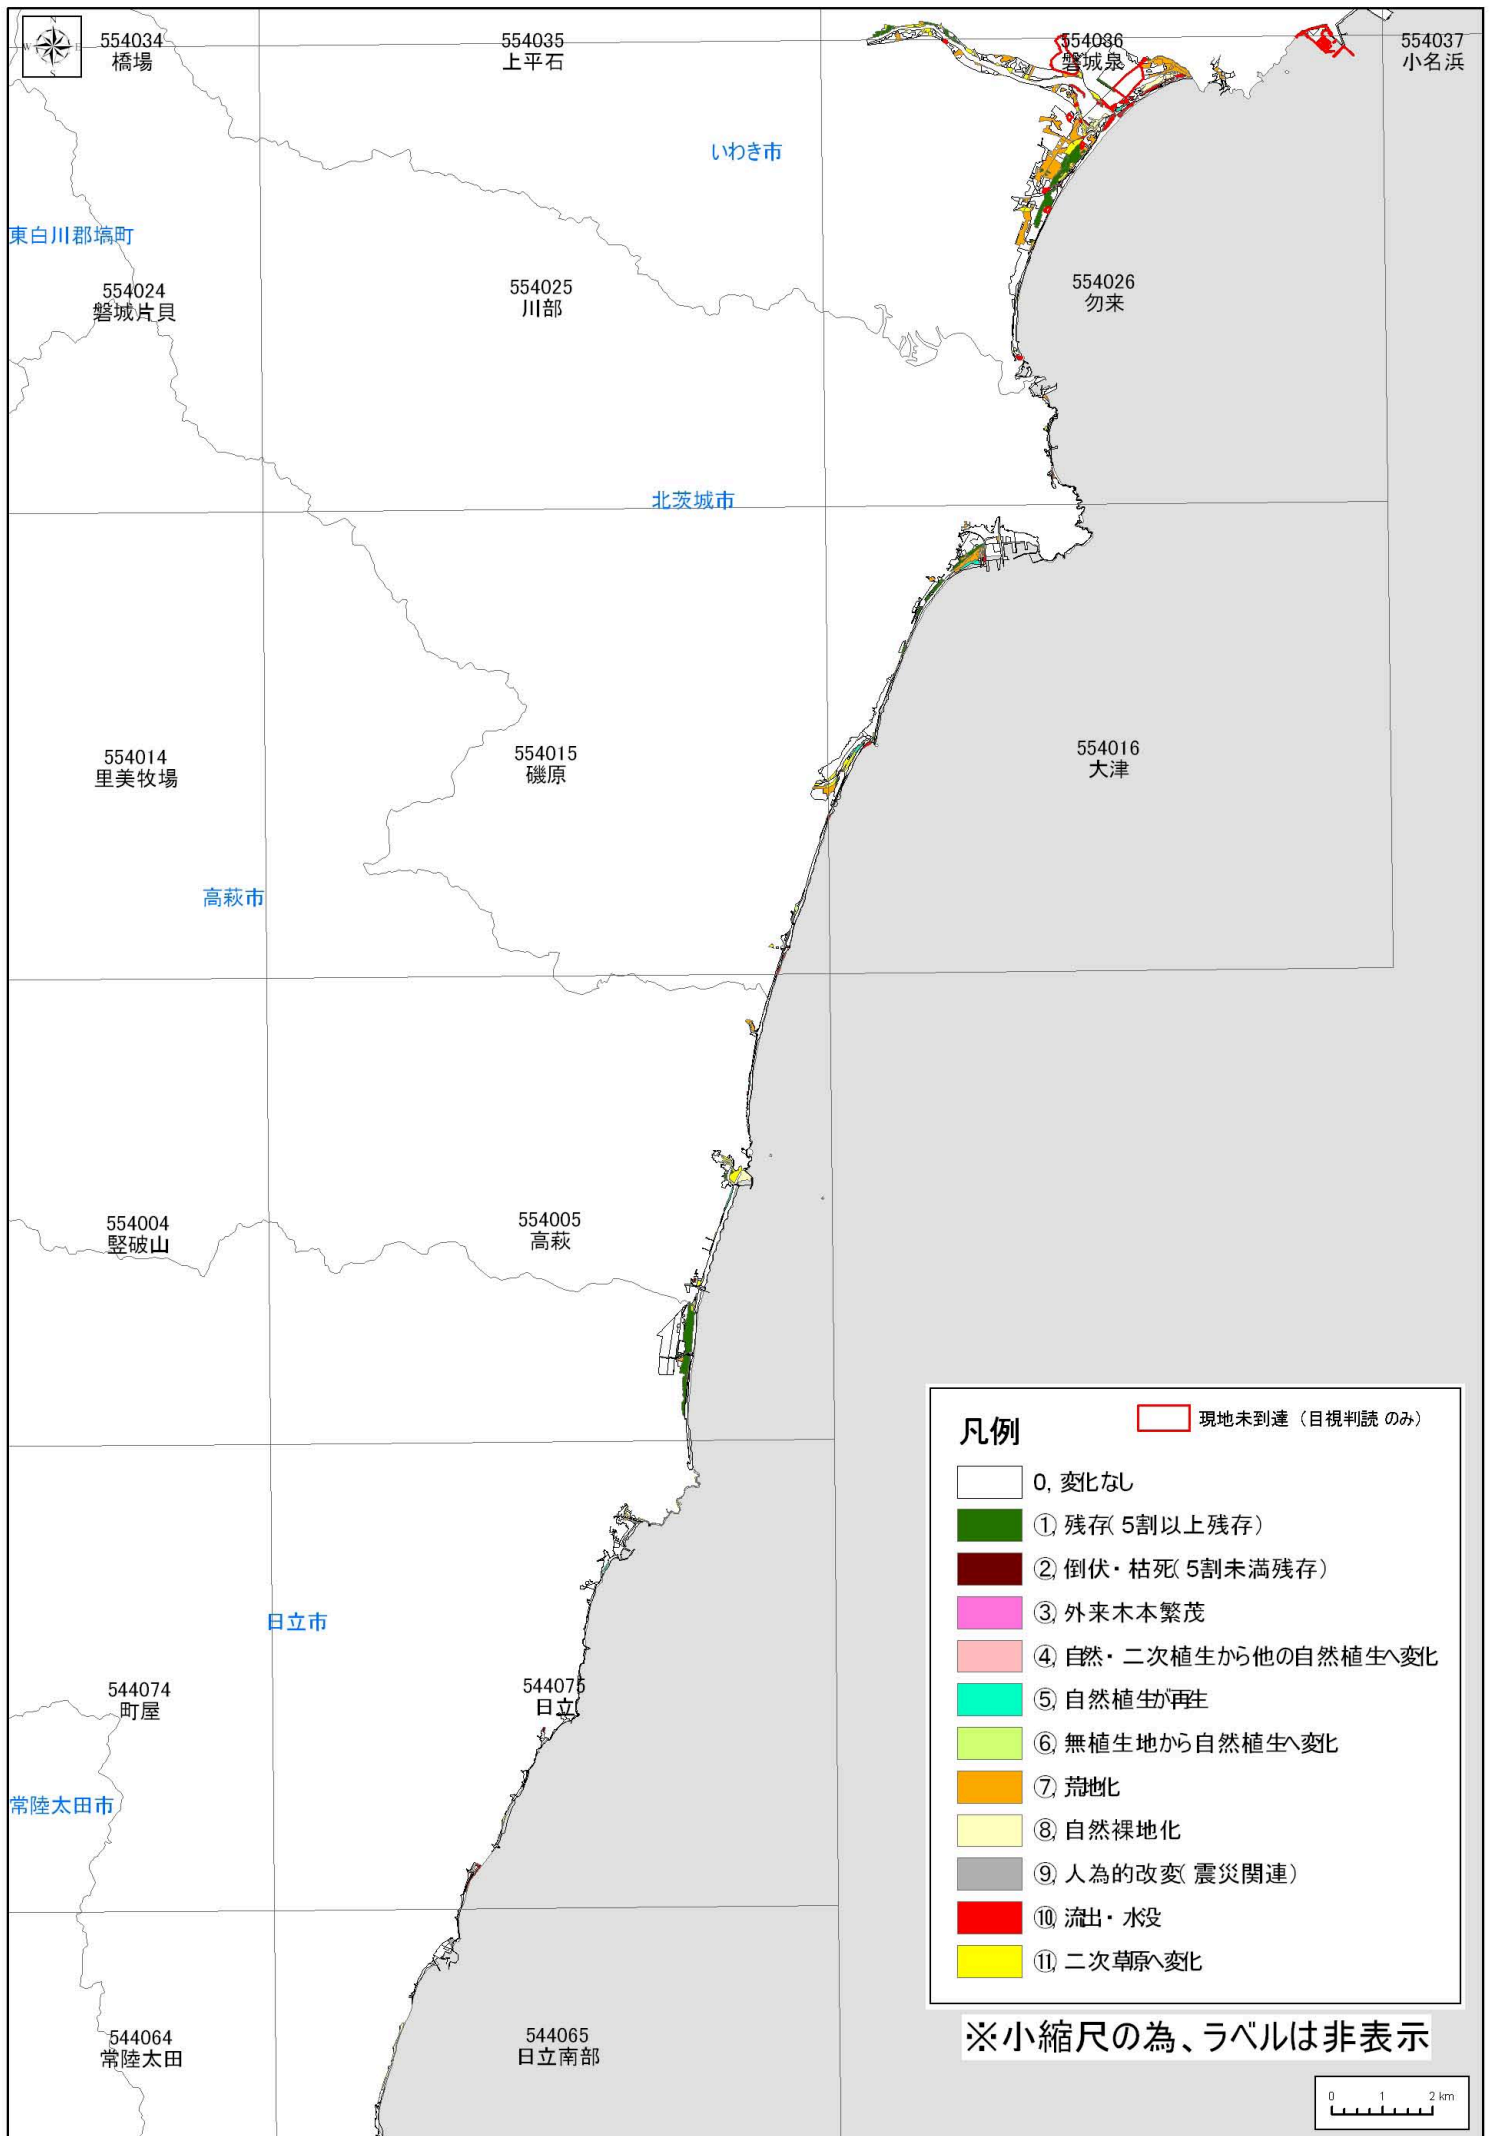 N
W
E
S
554034
橋場
554035
上平石
554036
磐城泉
554037
小名浜
いわき市
東白川郡塙町
554024
磐城片貝
554025
川部
554026
勿来
北茨城市
554014
里美牧場
554015
磯原
554016
大津
高萩市
554004
竪破山
554005
高萩
日立市
544074
町屋
544075
日立
常陸太田市
544064
常陸太田
544065
日立南部
凡例
現地未到達（目視判読 のみ）
0, 変化なし
①, 残存( 5割以上残存)
②, 倒伏・枯死( 5割未満残存)
③, 外来木本繁茂
④, 自然・二次植生から他の自然植生へ変化
⑤, 自然植生が再生
⑥, 無植生地から自然植生へ変化
⑦, 荒地化
⑧, 自然裸地化
⑨, 人為的改変( 震災関連)
⑩, 流出・水没
⑪, 二次草原へ変化
※小縮尺の為、ラベルは非表示
0 1 2 km